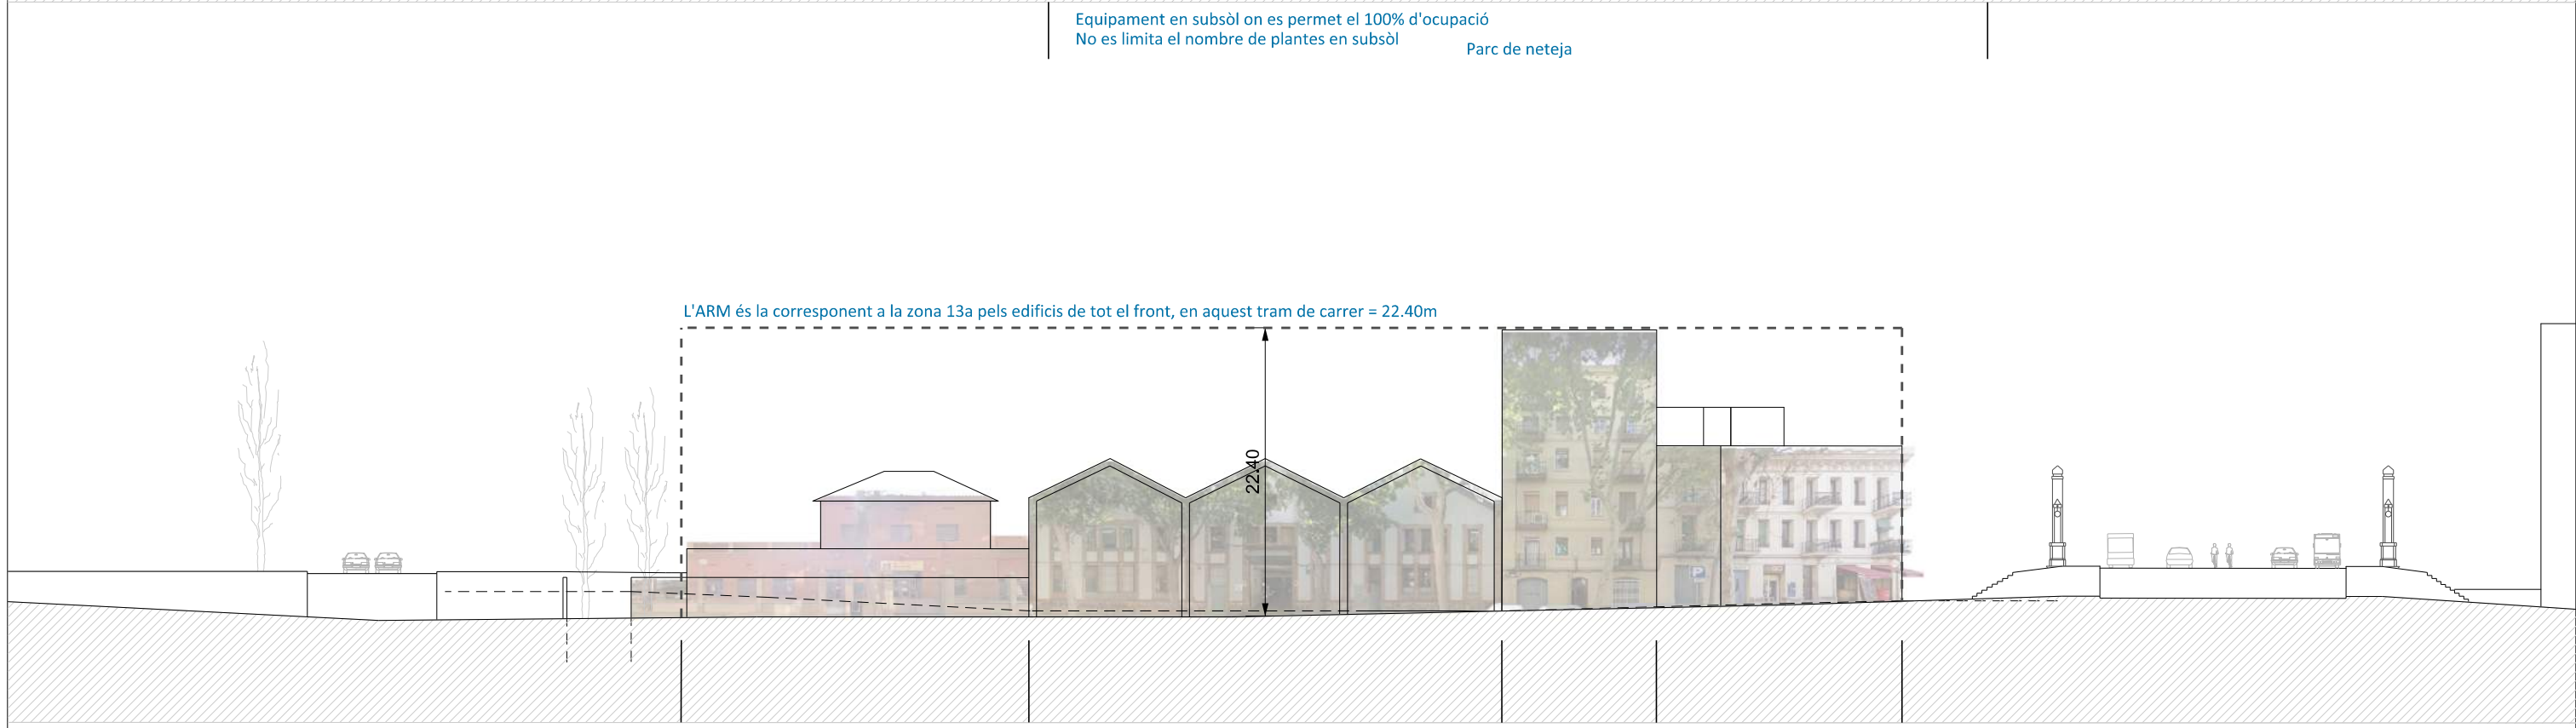 Equipament en subsòl on es permet el 100% d'ocupació
No es limita el nombre de plantes en subsòl
Parc de neteja
L'ARM és la corresponent a la zona 13a pels edificis de tot el front, en aquest tram de carrer = 22.40m
22.40
P